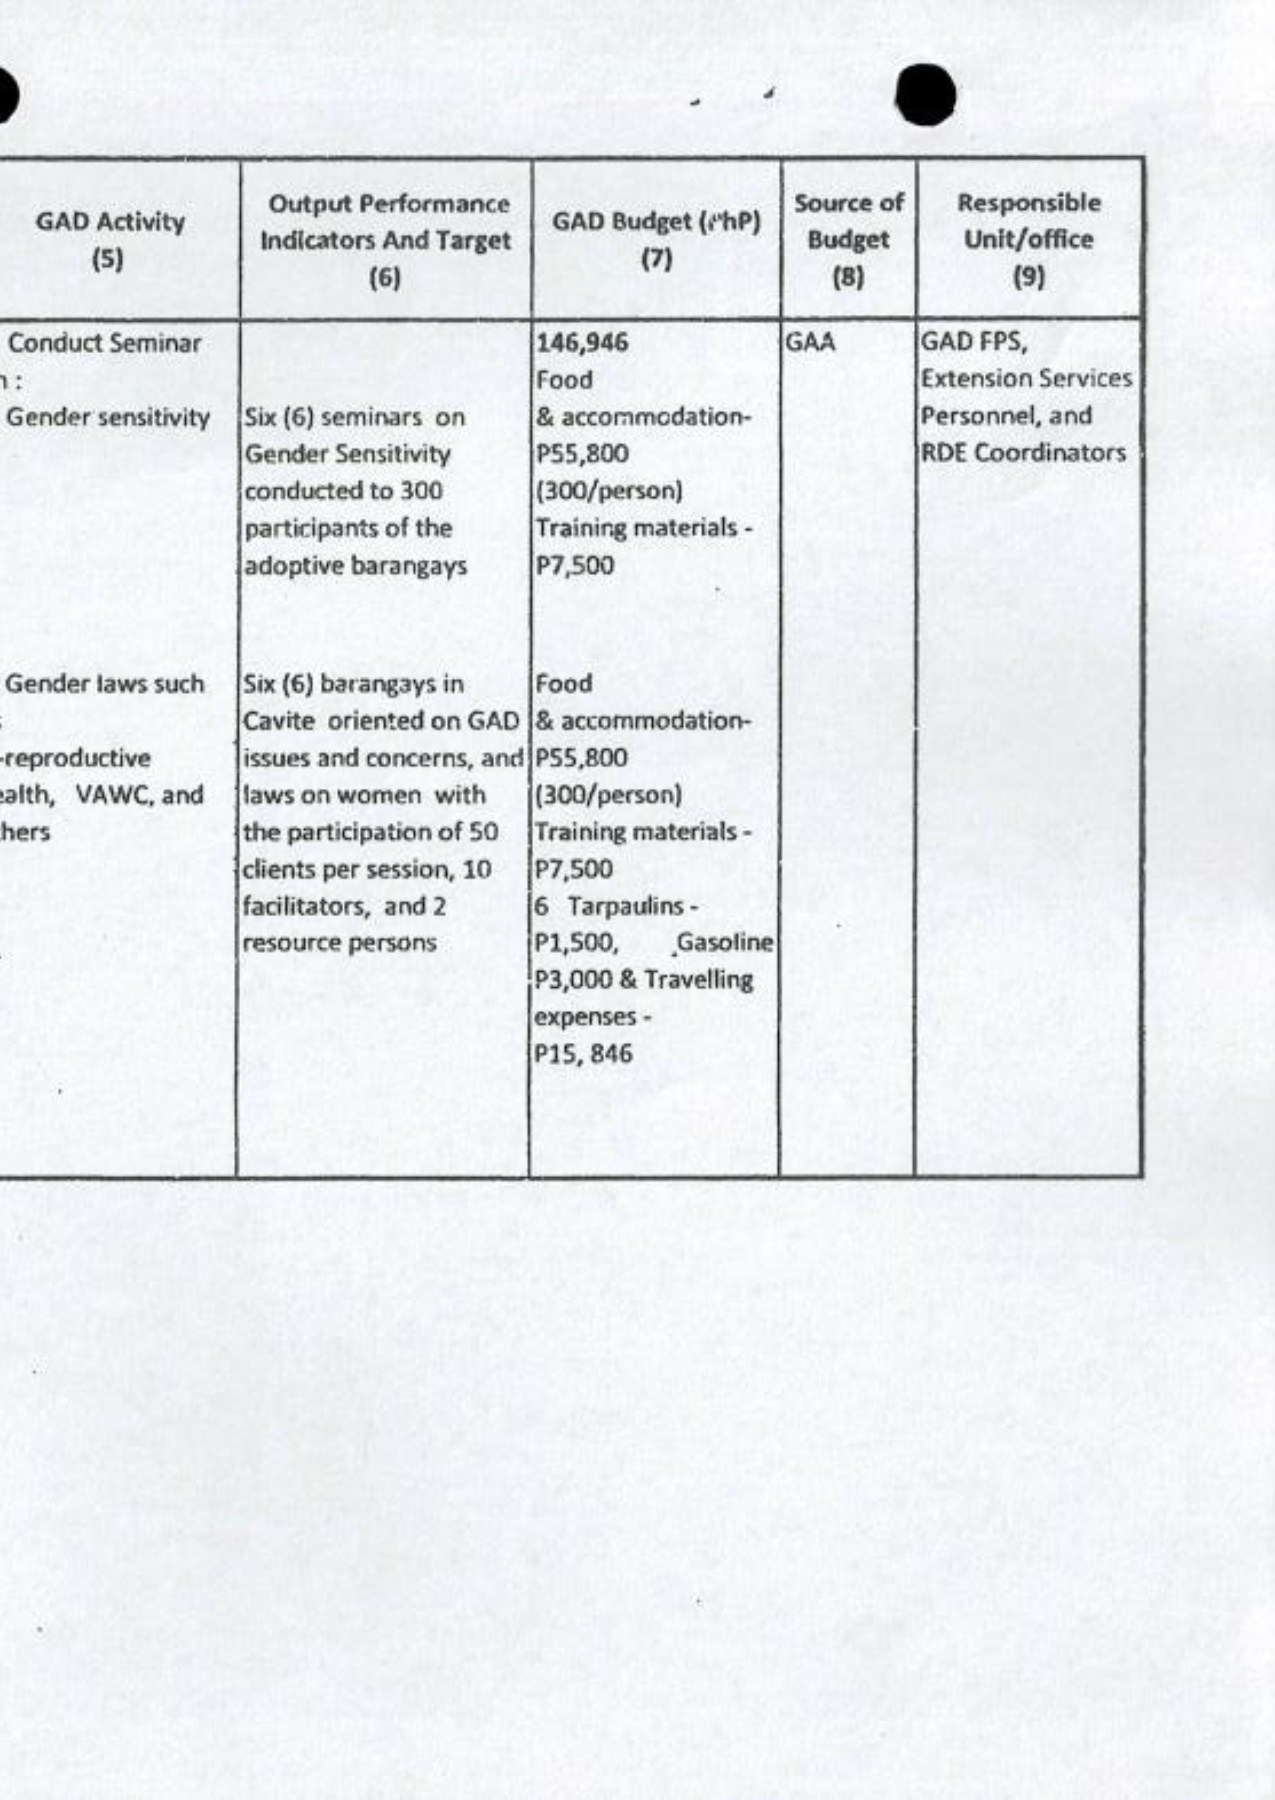 GAD Activity
(5)
Output Performance
Indicators And Target
(6)
GAD Budget (PhP)
(7)
Source of
Budget
(8)
Responsible
Unit/office
(9)
Conduct Seminar
n :
Gender sensitivity
Gender laws such
s
-reproductive
ealth, VAWC, and
hers
Six (6) seminars on
Gender Sensitivity
conducted to 300
participants of the
adoptive barangays
Six (6) barangays in
Cavite oriented on GAD
issues and concerns, and
laws on women with
the participation of 50
clients per session, 10
facilitators, and 2
resource persons
146,946
Food
& accommodation-
P55,800
(300/person)
Training materials -
P7,500
Food
& accommodation-
P55,800
(300/person)
Training materials -
P7,500
6 Tarpaulins -
P1,500, Gasoline
P3,000 & Travelling
expenses -
P15, 846
GAA
GAD FPS,
Extension Services
Personnel, and
RDE Coordinators